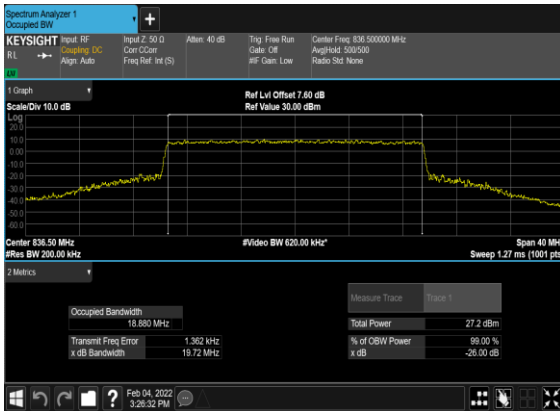 Spectrum Analyzer 1
Occupied BW
KEYSIGHT
RL
Input: RF
Coupling: DC
Align: Auto
Input Z: 50 Ω
Corr CCorr
Freq Ref: Int (S)
Atten: 40 dB
Trig: Free Run
Gate: Off
#IF Gain: Low
Center Freq: 836.500000 MHz
Avg|Hold: 500/500
Radio Std: None
LW
1 Graph
Scale/Div 10.0 dB
Ref Lvl Offset 7.60 dB
Ref Value 30.00 dBm
Log
20.0
10.0
0.00
-10.0
-20.0
-30.0
-40.0
-50.0
-60.0
Center 836.50 MHz
#Video BW 620.00 kHz*
Span 40 MH
#Res BW 200.00 kHz
Sweep 1.27 ms (1001 pts
2 Metrics
Measure Trace
Trace 1
Occupied Bandwidth
18.880 MHz
Total Power
27.2 dBm
Transmit Freq Error
1.362 kHz
% of OBW Power
99.00 %
x dB Bandwidth
19.72 MHz
x dB
-26.00 dB
?
Feb 04, 2022
3:26:32 PM